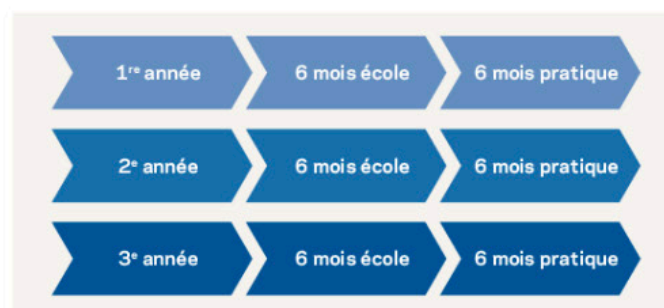 1re année 6 mois école 6 mois pratique
2e année 6 mois école 6 mois pratique
3e année 6 mois école 6 mois pratique